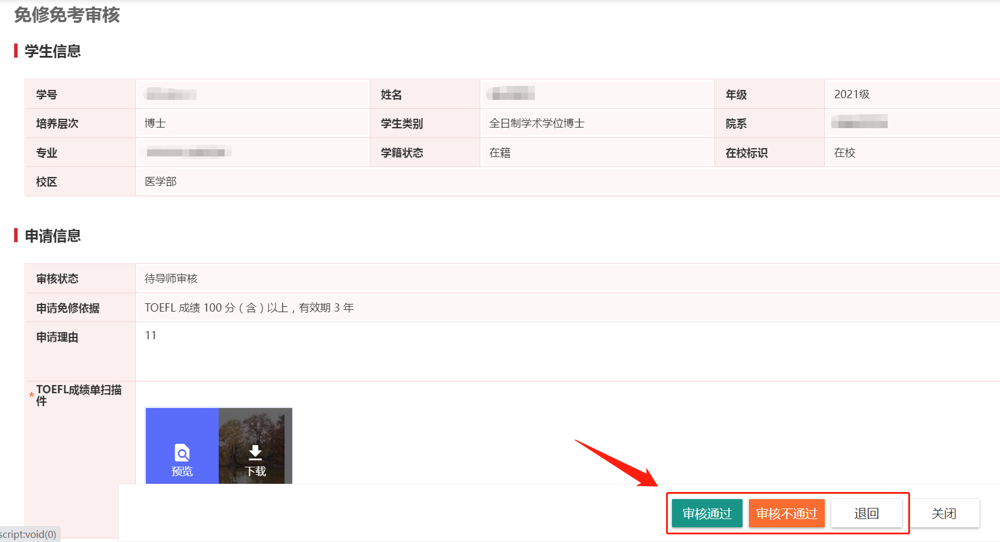 免修免考审核
学生信息
学号 姓名 年级 2021级
培养层次 博士 学生类别 全日制学术学位博士 院系
专业 学籍状态 在籍 在校标识 在校
校区 医学部
申请信息
审核状态 待导师审核
申请免修依据 TOEFL 成绩 100 分（含）以上，有效期 3 年
申请理由 11
* TOEFL成绩单扫描
件
预览 下载
审核通过 审核不通过 退回 关闭
script:void(0)